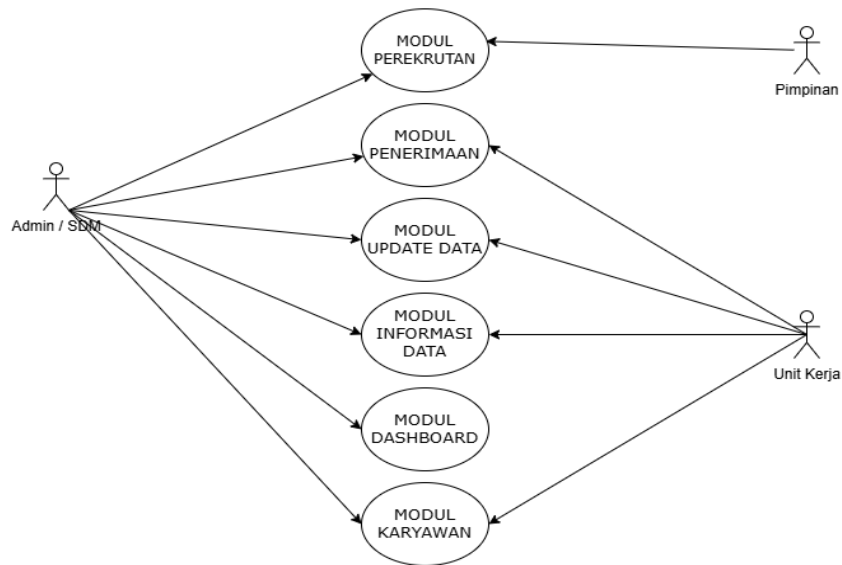 MODUL
PEREKRUTAN
Pimpinan
MODUL
PENERIMAAN
Admin / SDM
MODUL
UPDATE DATA
MODUL
INFORMASI
DATA
Unit Kerja
MODUL
DASHBOARD
MODUL
KARYAWAN